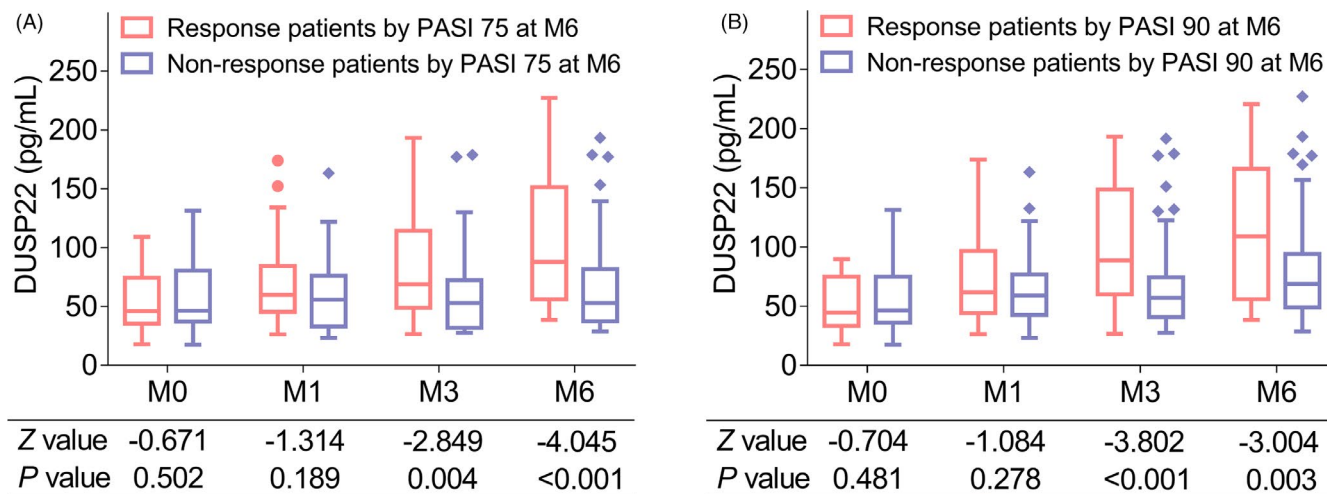 (A)
Response patients by PASI 75 at M6
Non-response patients by PASI 75 at M6
DUSP22 (pg/mL)
250
200
150
100
50
0
M0 M1 M3 M6
Z value -0.671 -1.314 -2.849 -4.045
P value 0.502 0.189 0.004 <0.001
(B)
Response patients by PASI 90 at M6
Non-response patients by PASI 90 at M6
DUSP22 (pg/mL)
250
200
150
100
50
0
M0 M1 M3 M6
Z value -0.704 -1.084 -3.802 -3.004
P value 0.481 0.278 <0.001 0.003